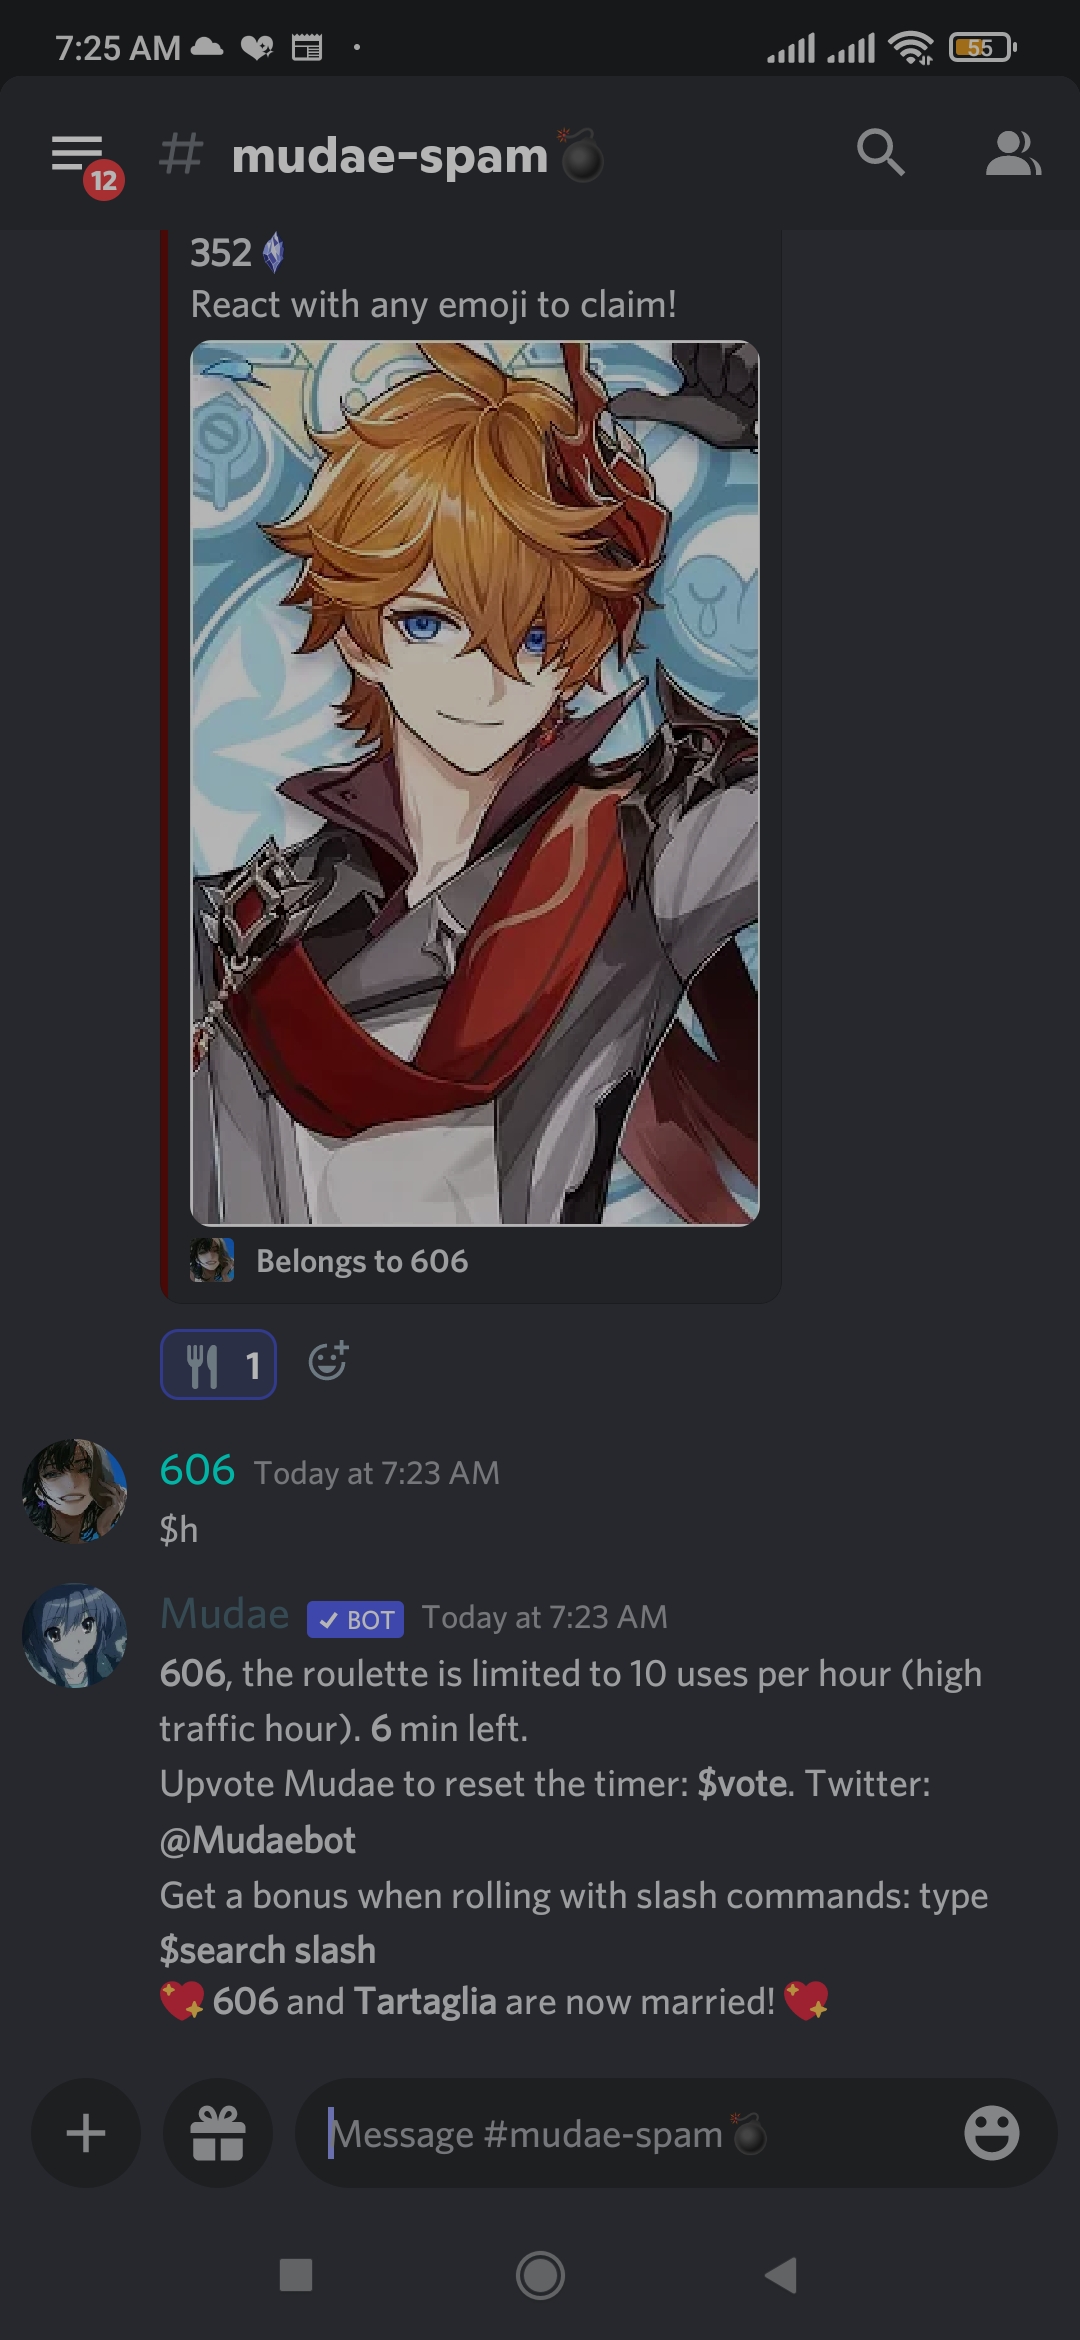 7:25 AM
55
12
# mudae-spam💣
352
React with any emoji to claim!
Belongs to 606
1
606 Today at 7:23 AM
$h
Mudae ✓ BOT Today at 7:23 AM
606, the roulette is limited to 10 uses per hour (high
traffic hour). 6 min left.
Upvote Mudae to reset the timer: $vote. Twitter:
@Mudaebot
Get a bonus when rolling with slash commands: type
$search slash
💖 606 and Tartaglia are now married! 💖
Message #mudae-spam💣